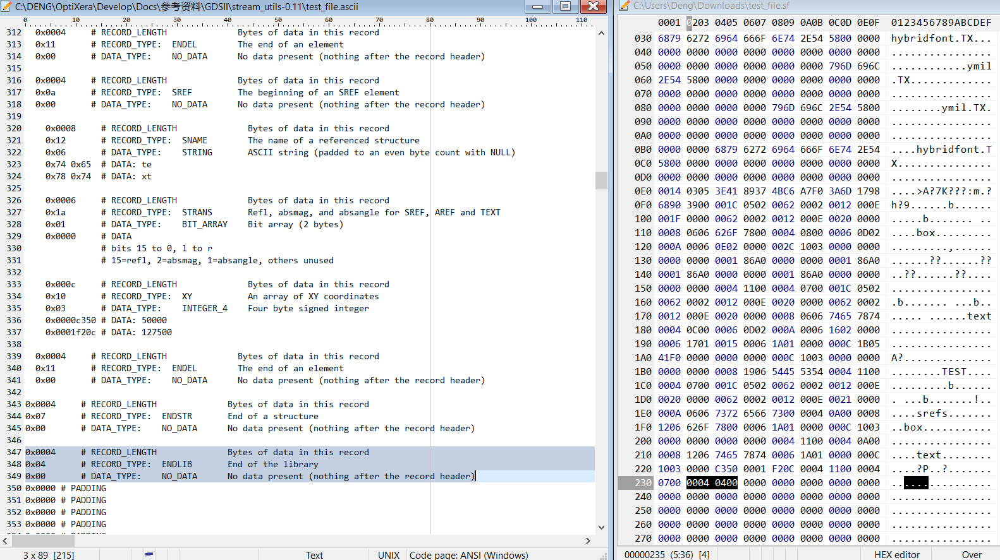 C:\DENG\OptiXera\Develop\Docs\参考资料\GDSII\stream_utils-0.11\test_file.ascii
0 10 20 30 40 50 60 70 80 90 100 110
312 0x0004 # RECORD_LENGTH Bytes of data in this record
313 0x11 # RECORD_TYPE: ENDEL The end of an element
314 0x00 # DATA_TYPE: NO_DATA No data present (nothing after the record header)
315
316 0x0004 # RECORD_LENGTH Bytes of data in this record
317 0x0a # RECORD_TYPE: SREF The beginning of an SREF element
318 0x00 # DATA_TYPE: NO_DATA No data present (nothing after the record header)
319
320 0x0008 # RECORD_LENGTH Bytes of data in this record
321 0x12 # RECORD_TYPE: SNAME The name of a referenced structure
322 0x06 # DATA_TYPE: STRING ASCII string (padded to an even byte count with NULL)
323 0x74 0x65 # DATA: te
324 0x78 0x74 # DATA: xt
325
326 0x0006 # RECORD_LENGTH Bytes of data in this record
327 0x1a # RECORD_TYPE: STRANS Refl, absmag, and absangle for SREF, AREF and TEXT
328 0x01 # DATA_TYPE: BIT_ARRAY Bit array (2 bytes)
329 0x0000 # DATA
330 # bits 15 to 0, l to r
331 # 15=refl, 2=absmag, 1=absangle, others unused
332
333 0x000c # RECORD_LENGTH Bytes of data in this record
334 0x10 # RECORD_TYPE: XY An array of XY coordinates
335 0x03 # DATA_TYPE: INTEGER_4 Four byte signed integer
336 0x0000c350 # DATA: 50000
337 0x0001f20c # DATA: 127500
338
339 0x0004 # RECORD_LENGTH Bytes of data in this record
340 0x11 # RECORD_TYPE: ENDEL The end of an element
341 0x00 # DATA_TYPE: NO_DATA No data present (nothing after the record header)
342
343 0x0004 # RECORD_LENGTH Bytes of data in this record
344 0x07 # RECORD_TYPE: ENDSTR End of a structure
345 0x00 # DATA_TYPE: NO_DATA No data present (nothing after the record header)
346
347 0x0004 # RECORD_LENGTH Bytes of data in this record
348 0x04 # RECORD_TYPE: ENDLIB End of the library
349 0x00 # DATA_TYPE: NO_DATA No data present (nothing after the record header)
350 0x0000 # PADDING
351 0x0000 # PADDING
352 0x0000 # PADDING
353 0x0000 # PADDING
3 x 89 [215] Text UNIX Code page: ANSI (Windows)
C:\Users\Deng\Downloads\test_file.sf
0001 0203 0405 0607 0809 0A0B 0C0D 0E0F 0123456789ABCDEF
030 6879 6272 6964 666F 6E74 2E54 5800 0000 hybridfont.TX...
040 0000 0000 0000 0000 0000 0000 0000 0000 ................
050 0000 0000 0000 0000 0000 0000 796D 696C ............ymil
060 2E54 5800 0000 0000 0000 0000 0000 0000 .TX.............
070 0000 0000 0000 0000 0000 0000 0000 0000 ................
080 0000 0000 0000 0000 796D 696C 2E54 5800 ........ymil.TX.
090 0000 0000 0000 0000 0000 0000 0000 0000 ................
0A0 0000 0000 0000 0000 0000 0000 0000 0000 ................
0B0 0000 0000 6879 6272 6964 666F 6E74 2E54 ....hybridfont.T
0C0 5800 0000 0000 0000 0000 0000 0000 0000 X...............
0D0 0000 0000 0000 0000 0000 0000 0000 0000 ................
0E0 0014 0305 3E41 8937 4BC6 A7F0 3A6D 1798 ....>A?7K???:m.?
0F0 6890 3900 001C 0502 0062 0002 0012 000E h?9......b......
100 001F 0000 0062 0002 0012 000E 0020 0000 .....b....... ..
110 0008 0606 626F 7800 0004 0800 0006 0D02 ....box.........
120 000A 0006 0E02 0000 002C 1003 0000 0000 .........,......
130 0000 0000 0001 86A0 0000 0000 0001 86A0 ......??......??
140 0001 86A0 0000 0000 0001 86A0 0000 0000 ..??......??....
150 0000 0000 0004 1100 0004 0700 001C 0502 ................
160 0062 0002 0012 000E 0020 0000 0062 0002 .b....... ...b..
170 0012 000E 0020 0000 0008 0606 7465 7874 ..... ......text
180 0004 0C00 0006 0D02 000A 0006 1602 0000 ................
190 0006 1701 0015 0006 1A01 0000 000C 1B05 ................
1A0 41F0 0000 0000 0000 000C 1003 0000 0000 A?..............
1B0 0000 0000 0008 1906 5445 5354 0004 1100 ........TEST....
1C0 0004 0700 001C 0502 0062 0002 0012 000E .........b......
1D0 0020 0000 0062 0002 0012 000E 0021 0000 . ...b.......!..
1E0 000A 0606 7372 6566 7300 0004 0A00 0008 ....srefs.......
1F0 1206 626F 7800 0006 1A01 0000 000C 1003 ..box...........
200 0000 0000 0000 0000 0004 1100 0004 0A00 ................
210 0008 1206 7465 7874 0006 1A01 0000 000C ....text........
220 1003 0000 C350 0001 F20C 0004 1100 0004 ....?P..?.......
230 0700 0004 0400 0000 0000 0000 0000 0000 ................
240 0000 0000 0000 0000 0000 0000 0000 0000 ................
250 0000 0000 0000 0000 0000 0000 0000 0000 ................
260 0000 0000 0000 0000 0000 0000 0000 0000 ................
270 0000 0000 0000 0000 0000 0000 0000 0000 ................
00000235 (5:36) [4] HEX editor Over